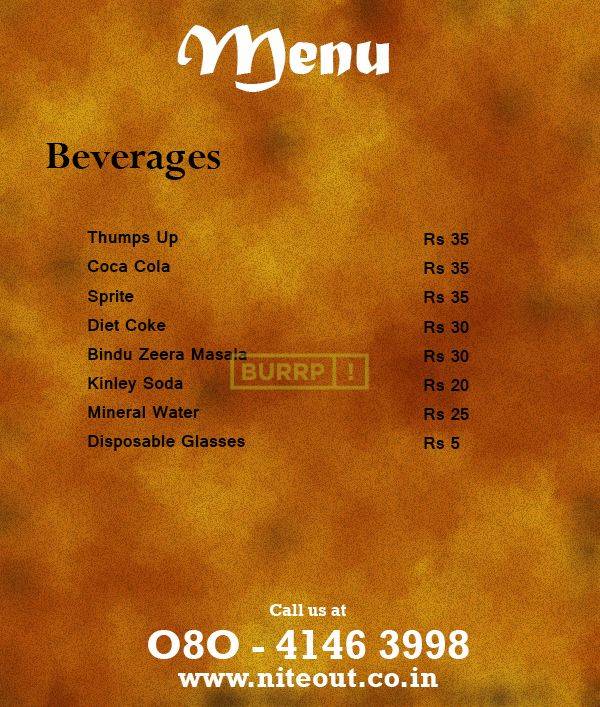 Menu
Beverages
Thumps Up Rs 35
Coca Cola Rs 35
Sprite Rs 35
Diet Coke Rs 30
Bindu Zeera Masala Rs 30
BURRP!
Kinley Soda Rs 20
Mineral Water Rs 25
Disposable Glasses Rs 5
Call us at
080 - 4146 3998
www.niteout.co.in